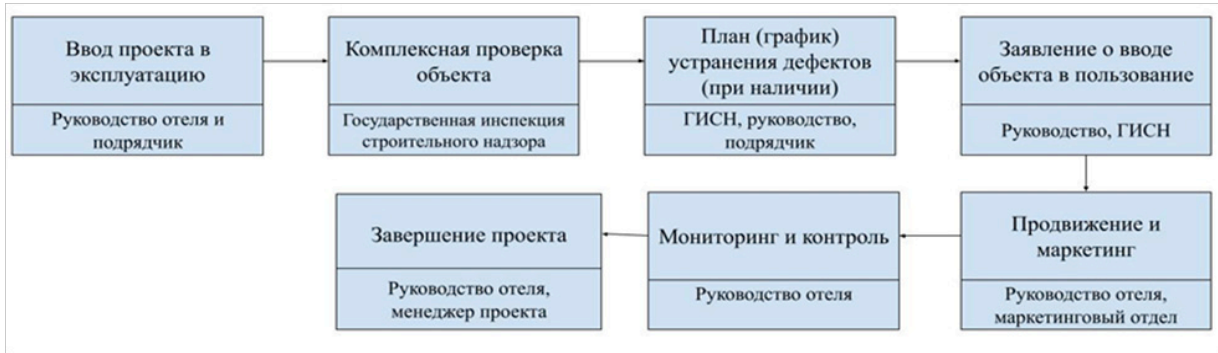 Ввод проекта в
эксплуатацию
Руководство отеля и
подрядчик
Комплексная проверка
объекта
Государственная инспекция
строительного надзора
План (график)
устранения дефектов
(при наличии)
ГИСН, руководство,
подрядчик
Заявление о вводе
объекта в пользование
Руководство, ГИСН
Продвижение и
маркетинг
Руководство отеля,
маркетинговый отдел
Мониторинг и контроль
Руководство отеля
Завершение проекта
Руководство отеля,
менеджер проекта